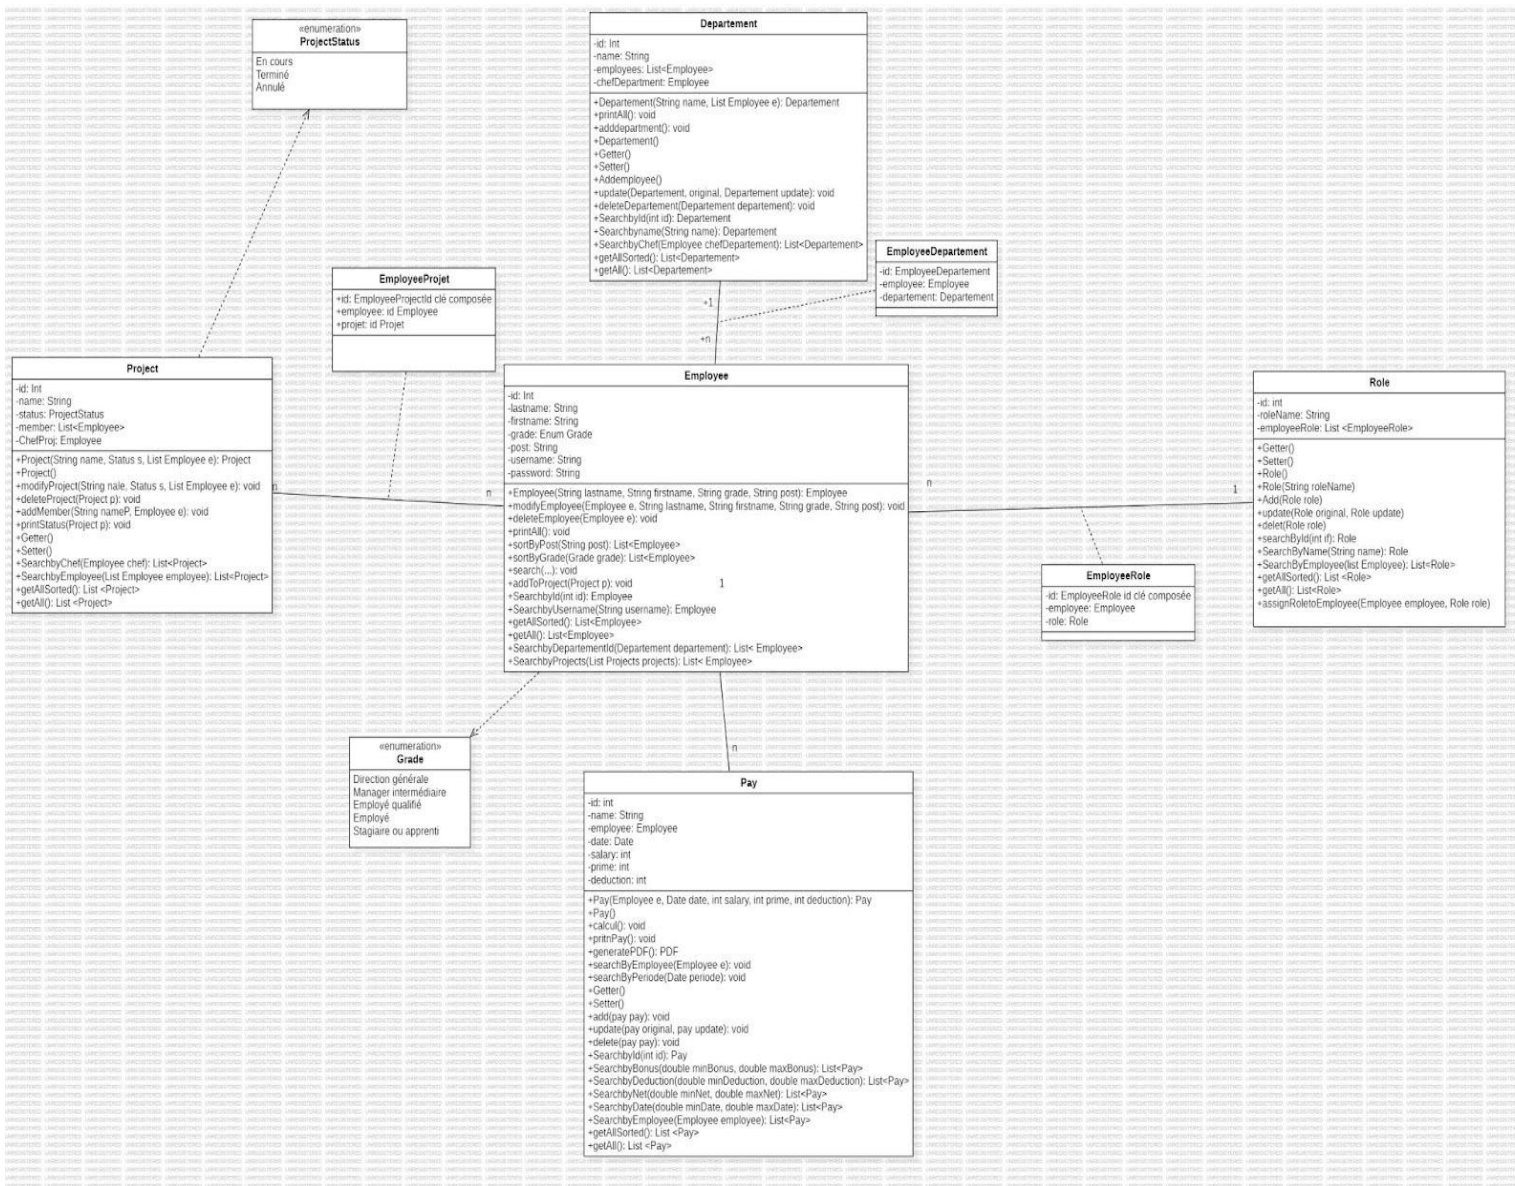 «enumeration»
ProjectStatus
En cours
Terminé
Annulé
Departement
-id: Int
-name: String
-employees: List<Employee>
-chefDepartment: Employee
+Departement(String name, List Employee e): Departement
+printAll(): void
+adddepartment(): void
+Departement()
+Getter()
+Setter()
+Addemployee()
+update(Departement, original, Departement update): void
+deleteDepartement(Departement departement): void
+SearchbyId(int id): Departement
+Searchbyname(String name): Departement
+SearchbyChef(Employee chefDepartement): List<Departement>
+getAllSorted(): List<Departement>
+getAll(): List<Departement>
EmployeeDepartement
-id: EmployeeDepartement
-employee: Employee
-departement: Departement
+1
+n
EmployeeProjet
+id: EmployeeProjectId clé composée
+employee: id Employee
+projet: id Projet
Project
-id: Int
-name: String
-status: ProjectStatus
-member: List<Employee>
-ChefProj: Employee
+Project(String name, Status s, List Employee e): Project
+Project()
+modifyProject(String nale, Status s, List Employee e): void
+deleteProject(Project p): void
+addMember(String nameP, Employee e): void
+printStatus(Project p): void
+Getter()
+Setter()
+SearchbyChef(Employee chef): List<Project>
+SearchbyEmployee(List Employee employee): List<Project>
+getAllSorted(): List <Project>
+getAll(): List <Project>
n
n
Employee
-id: Int
-lastname: String
-firstname: String
-grade: Enum Grade
-post: String
-username: String
-password: String
+Employee(String lastname, String firstname, String grade, String post): Employee
+modifyEmployee(Employee e, String lastname, String firstname, String grade, String post): void
+deleteEmployee(Employee e): void
+printAll(): void
+sortByPost(String post): List<Employee>
+sortByGrade(Grade grade): List<Employee>
+search(...): void
+addToProject(Project p): void
+SearchbyId(int id): Employee
+SearchbyUsername(String username): Employee
+getAllSorted(): List<Employee>
+getAll(): List<Employee>
+SearchbyDepartementId(Departement departement): List< Employee>
+SearchbyProjects(List Projects projects): List< Employee>
1
n
1
Role
-id: int
-roleName: String
-employeeRole: List <EmployeeRole>
+Getter()
+Setter()
+Role()
+Role(String roleName)
+Add(Role role)
+update(Role original, Role update)
+delet(Role role)
+searchById(int if): Role
+SearchByName(String name): Role
+SearchByEmployee(list Employee): List<Role>
+getAllSorted(): List <Role>
+getAll(): List<Role>
+assignRoletoEmployee(Employee employee, Role role)
EmployeeRole
-id: EmployeeRole id clé composée
-employee: Employee
-role: Role
«enumeration»
Grade
Direction générale
Manager intermédiaire
Employé qualifié
Employé
Stagiaire ou apprenti
n
Pay
-id: int
-name: String
-employee: Employee
-date: Date
-salary: int
-prime: int
-deduction: int
+Pay(Employee e, Date date, int salary, int prime, int deduction): Pay
+Pay()
+calcul(): void
+pritnPay(): void
+generatePDF(): PDF
+searchByEmployee(Employee e): void
+searchByPeriode(Date periode): void
+Getter()
+Setter()
+add(pay pay): void
+update(pay original, pay update): void
+delete(pay pay): void
+SearchbyId(int id): Pay
+SearchbyBonus(double minBonus, double maxBonus): List<Pay>
+SearchbyDeduction(double minDeduction, double maxDeduction): List<Pay>
+SearchbyNet(double minNet, double maxNet): List<Pay>
+SearchbyDate(double minDate, double maxDate): List<Pay>
+SearchbyEmployee(Employee employee): List<Pay>
+getAllSorted(): List <Pay>
+getAll(): List <Pay>